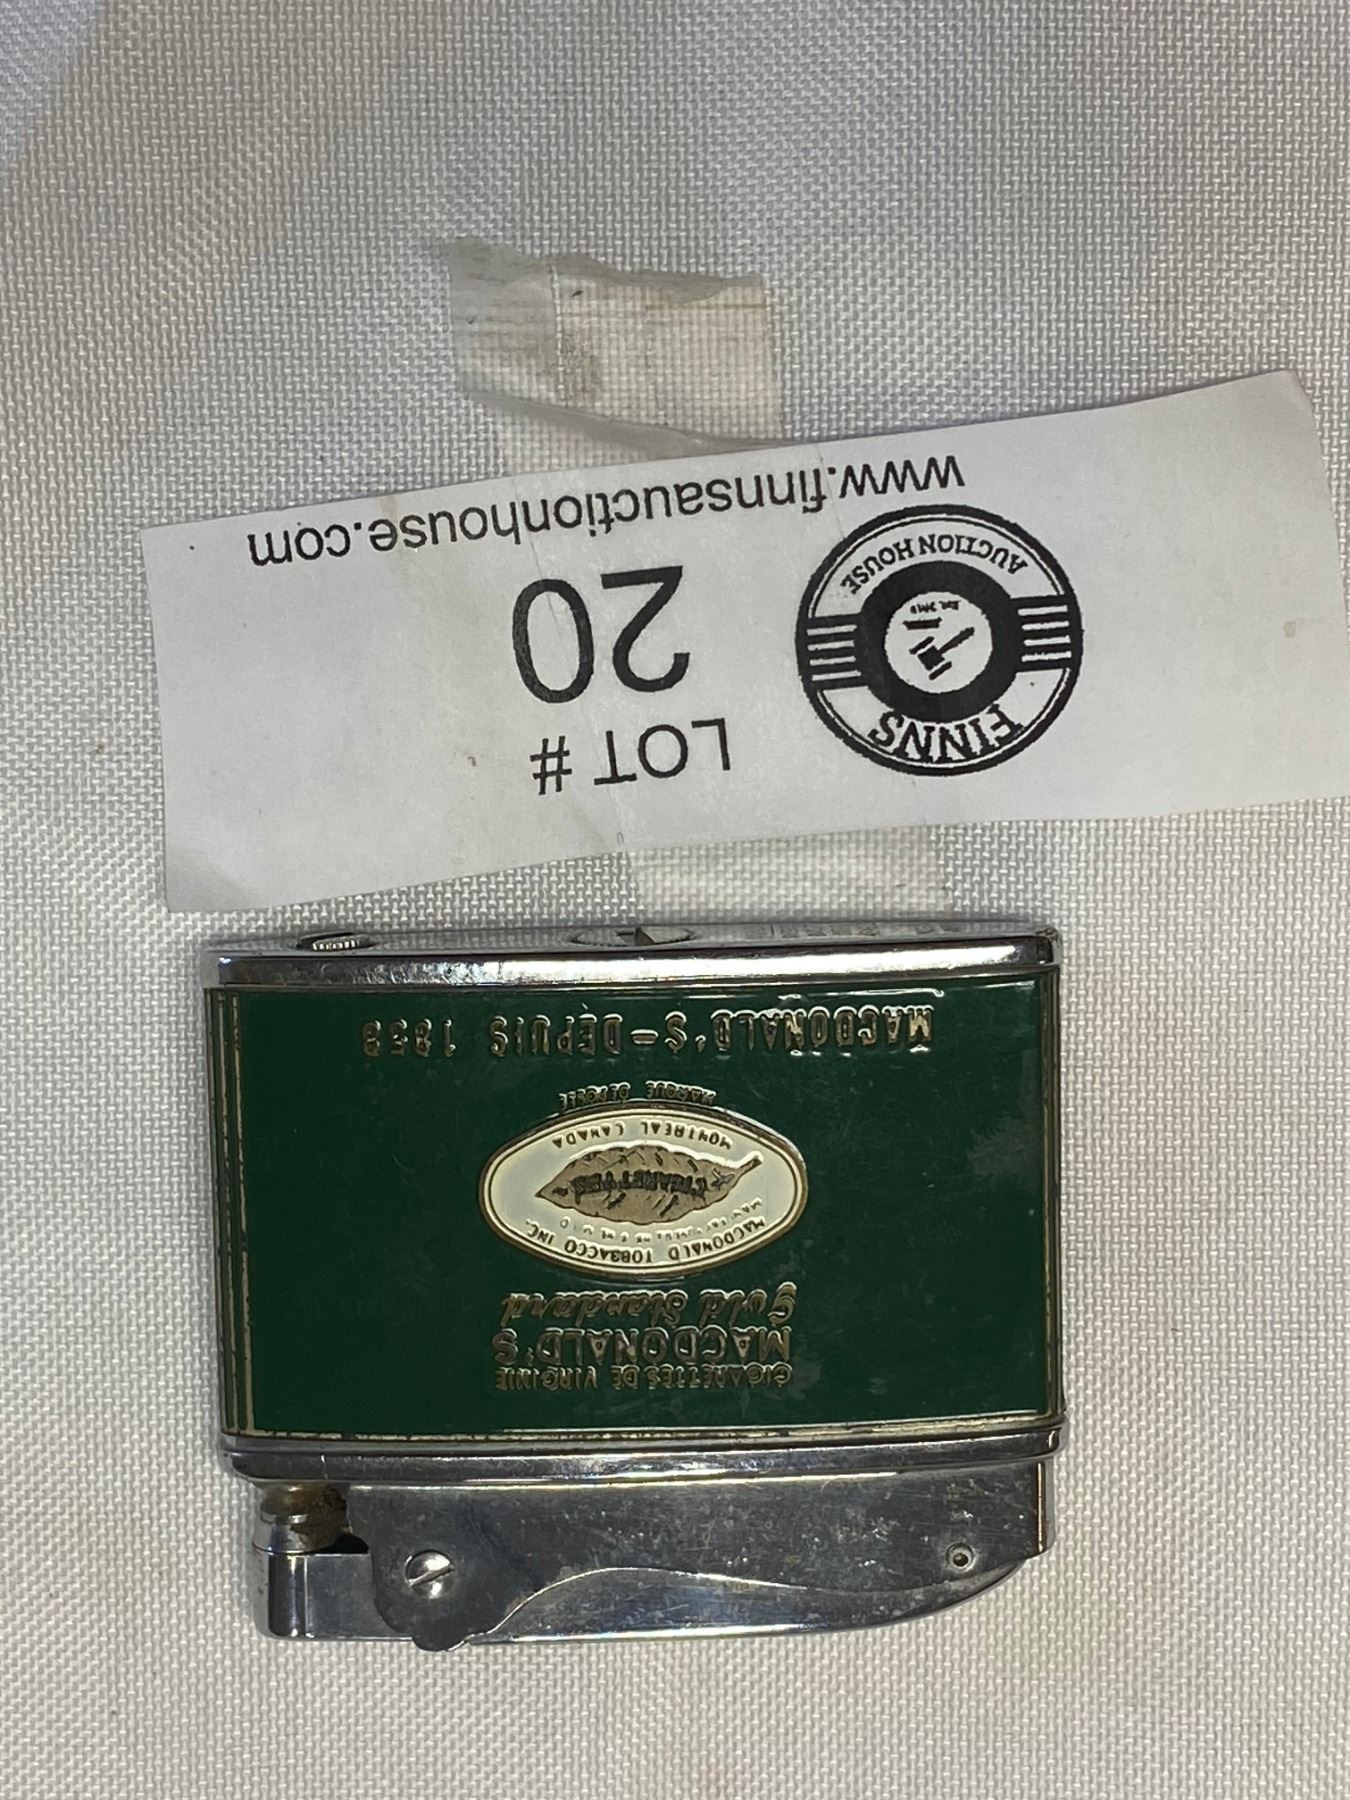 FINNS
AUCTION HOUSE
LOT #
20
www.finnsauctionhouse.com
CIGARETTES DE VIRGINIE
MACDONALD'S
Gold Standard
MACDONALD TOBACCO INC.
CIGARETTES
MONTREAL CANADA
MARQUE DEPOSÉE
MACDONALD'S-DEPUIS 1858